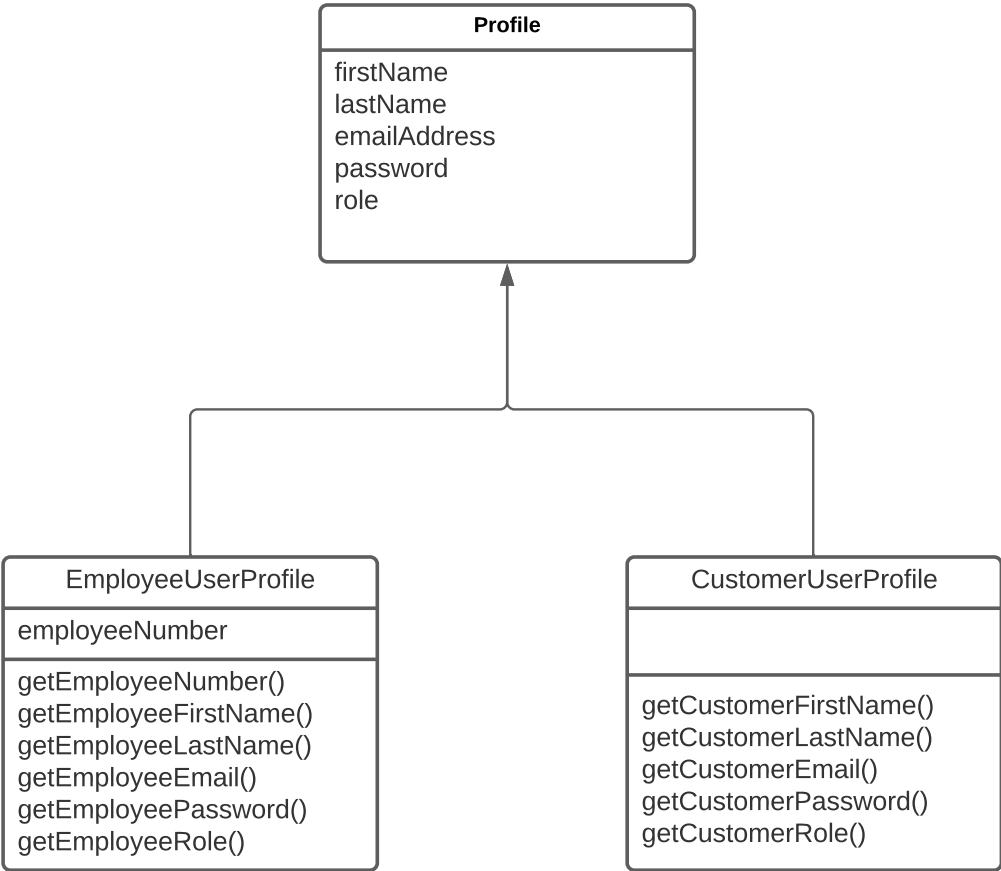 Profile
firstName
lastName
emailAddress
password
role
EmployeeUserProfile
employeeNumber
getEmployeeNumber()
getEmployeeFirstName()
getEmployeeLastName()
getEmployeeEmail()
getEmployeePassword()
getEmployeeRole()
CustomerUserProfile
getCustomerFirstName()
getCustomerLastName()
getCustomerEmail()
getCustomerPassword()
getCustomerRole()